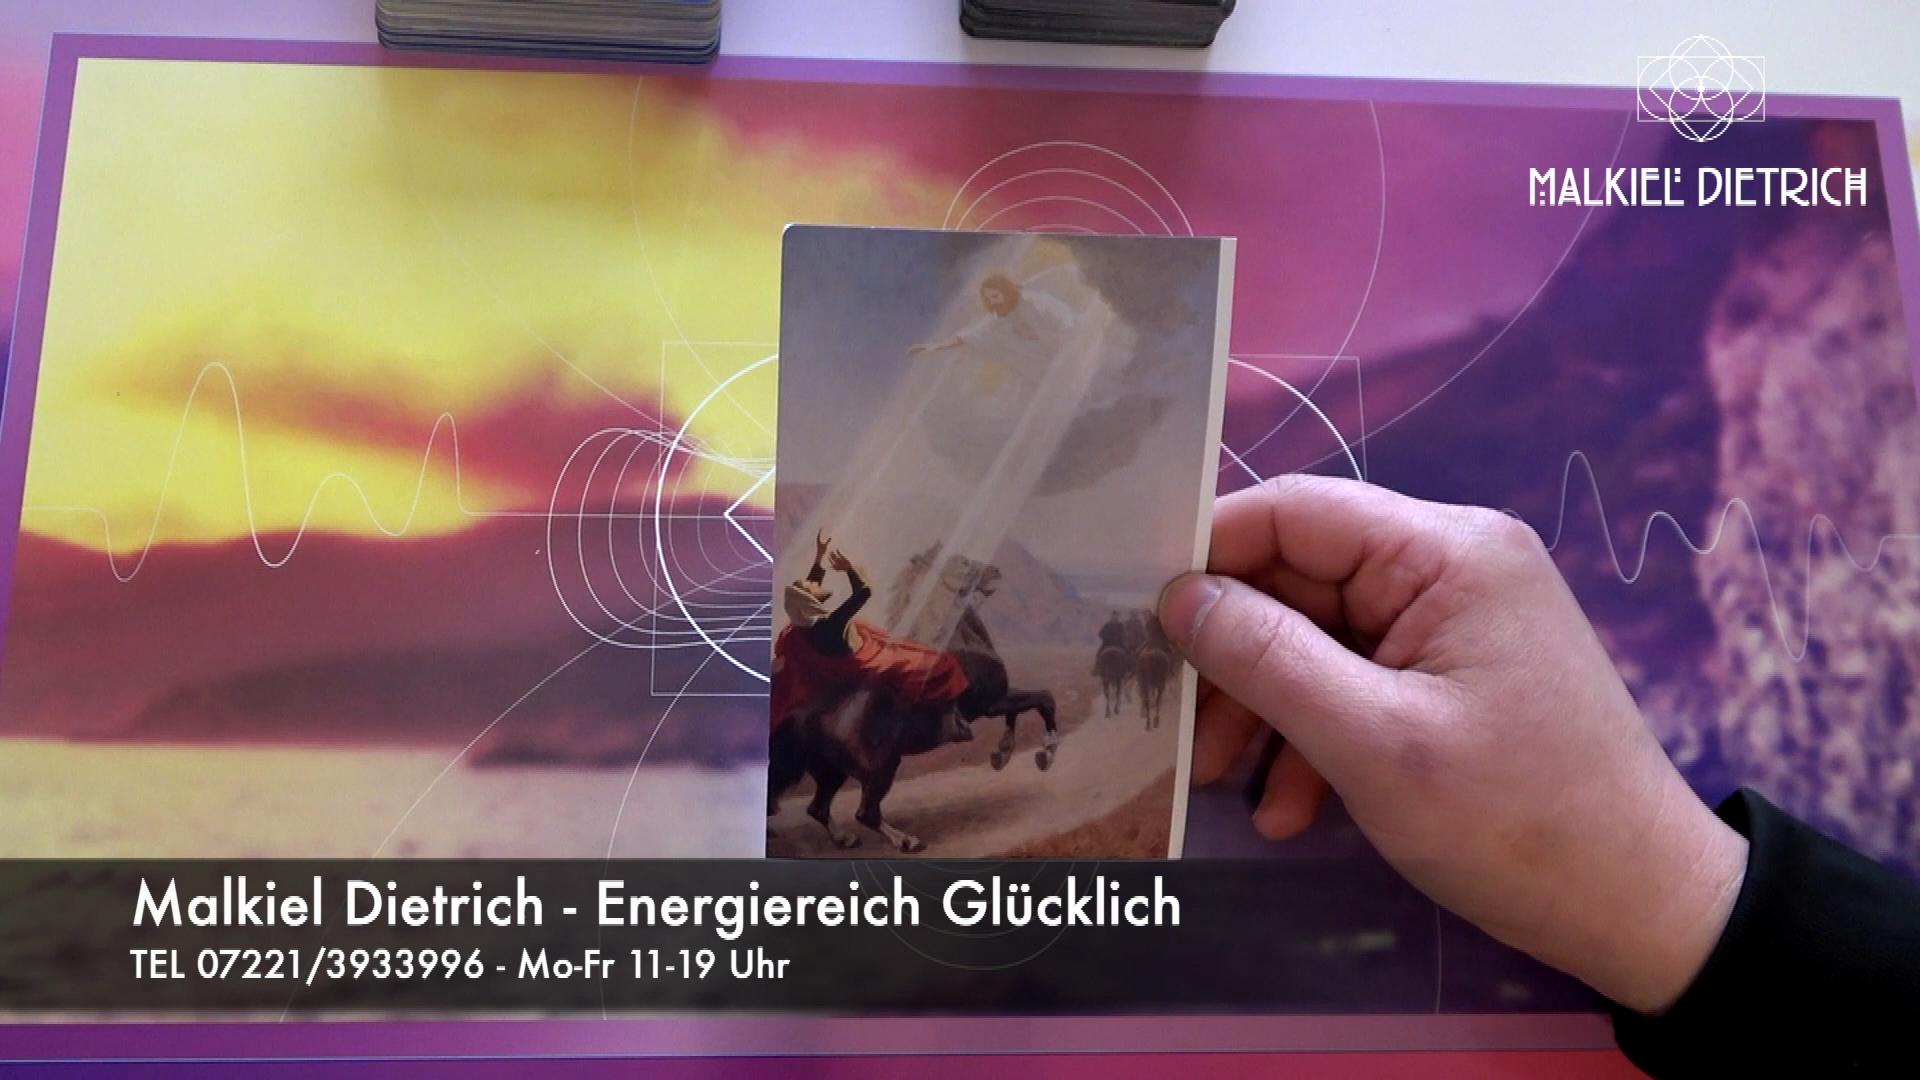 MALKIEL DIETRICH
Malkiel Dietrich - Energiereich Glücklich
TEL 07221/3933996 - Mo-Fr 11-19 Uhr